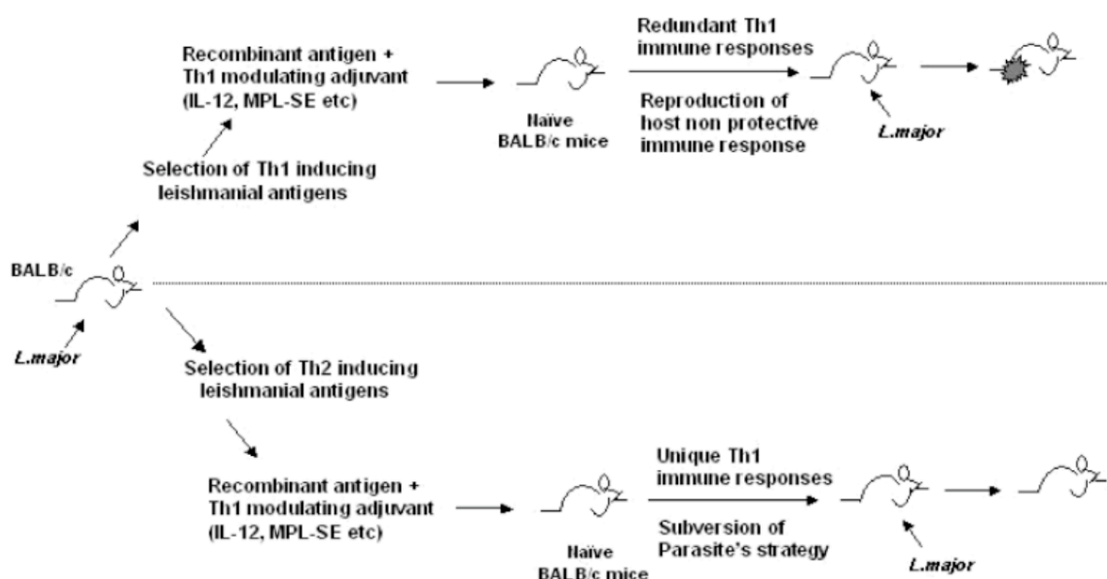 Recombinant antigen +
Th1 modulating adjuvant
(IL-12, MPL-SE etc)
Naïve
BALB/c mice
Redundant Th1
immune responses
Reproduction of
host non protective
immune response
L.major
Selection of Th1 inducing
leishmanial antigens
BALB/c
L.major
Selection of Th2 inducing
leishmanial antigens
Recombinant antigen +
Th1 modulating adjuvant
(IL-12, MPL-SE etc)
Naïve
BALB/c mice
Unique Th1
immune responses
Subversion of
Parasite's strategy
L.major